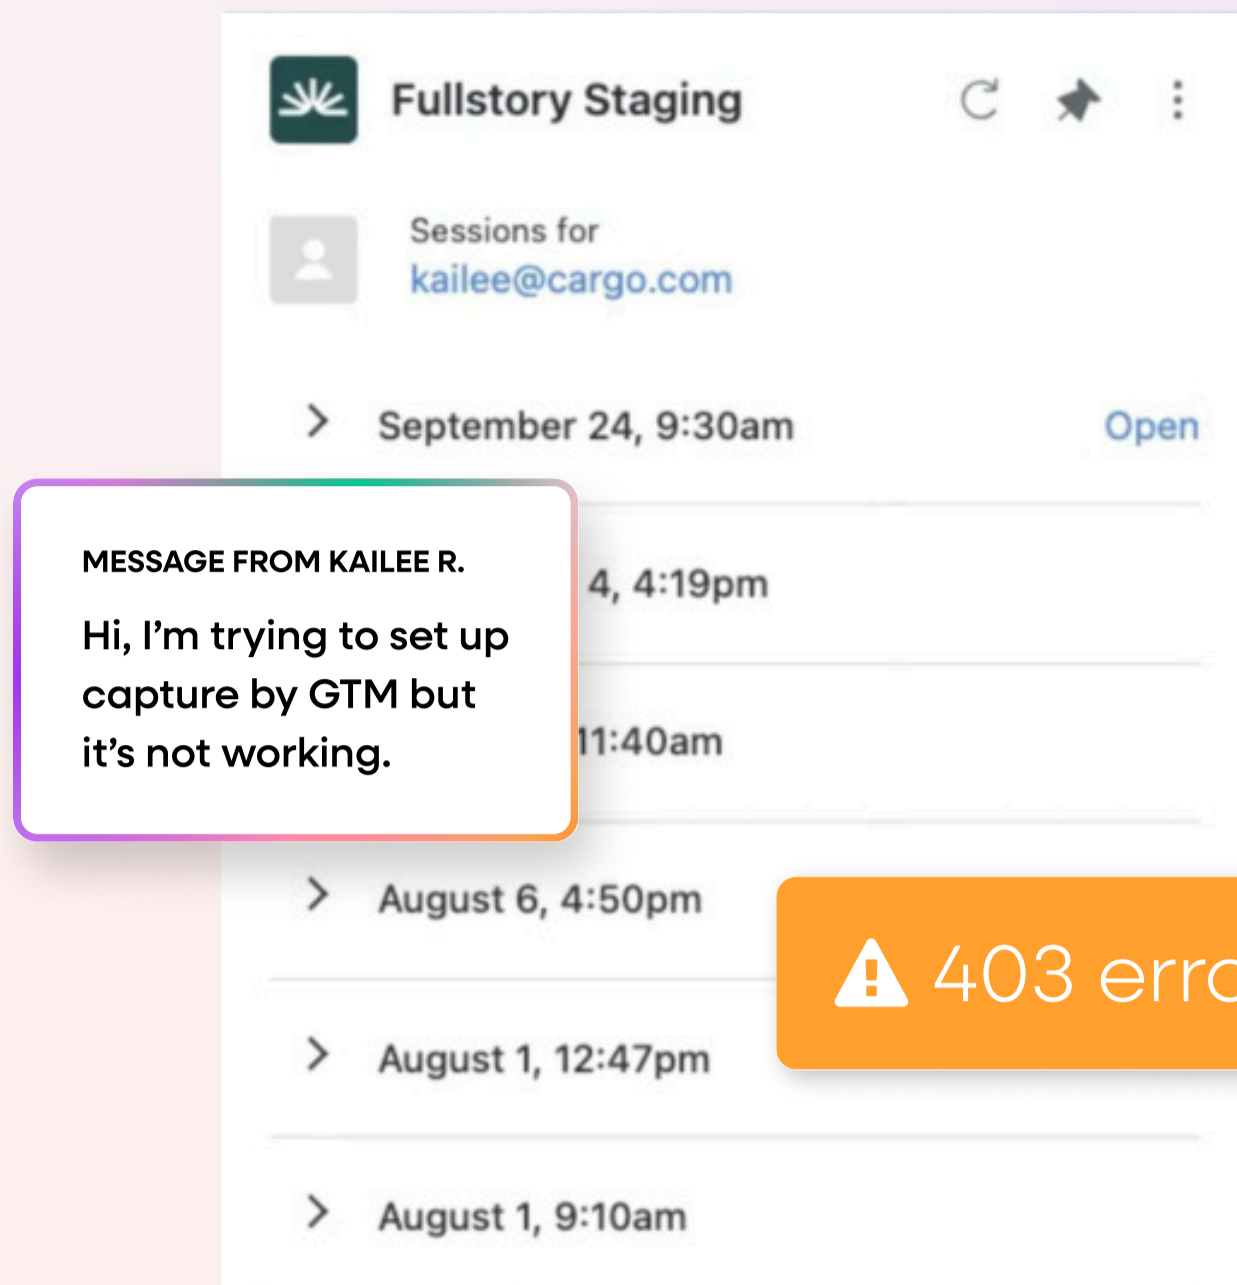 Fullstory Staging
Sessions for
kailee@cargo.com
September 24, 9:30am
Open
MESSAGE FROM KAILEE R.
Hi, I’m trying to set up
capture by GTM but
it’s not working.
4, 4:19pm
11:40am
August 6, 4:50pm
403
August 1, 12:47pm
August 1, 9:10am